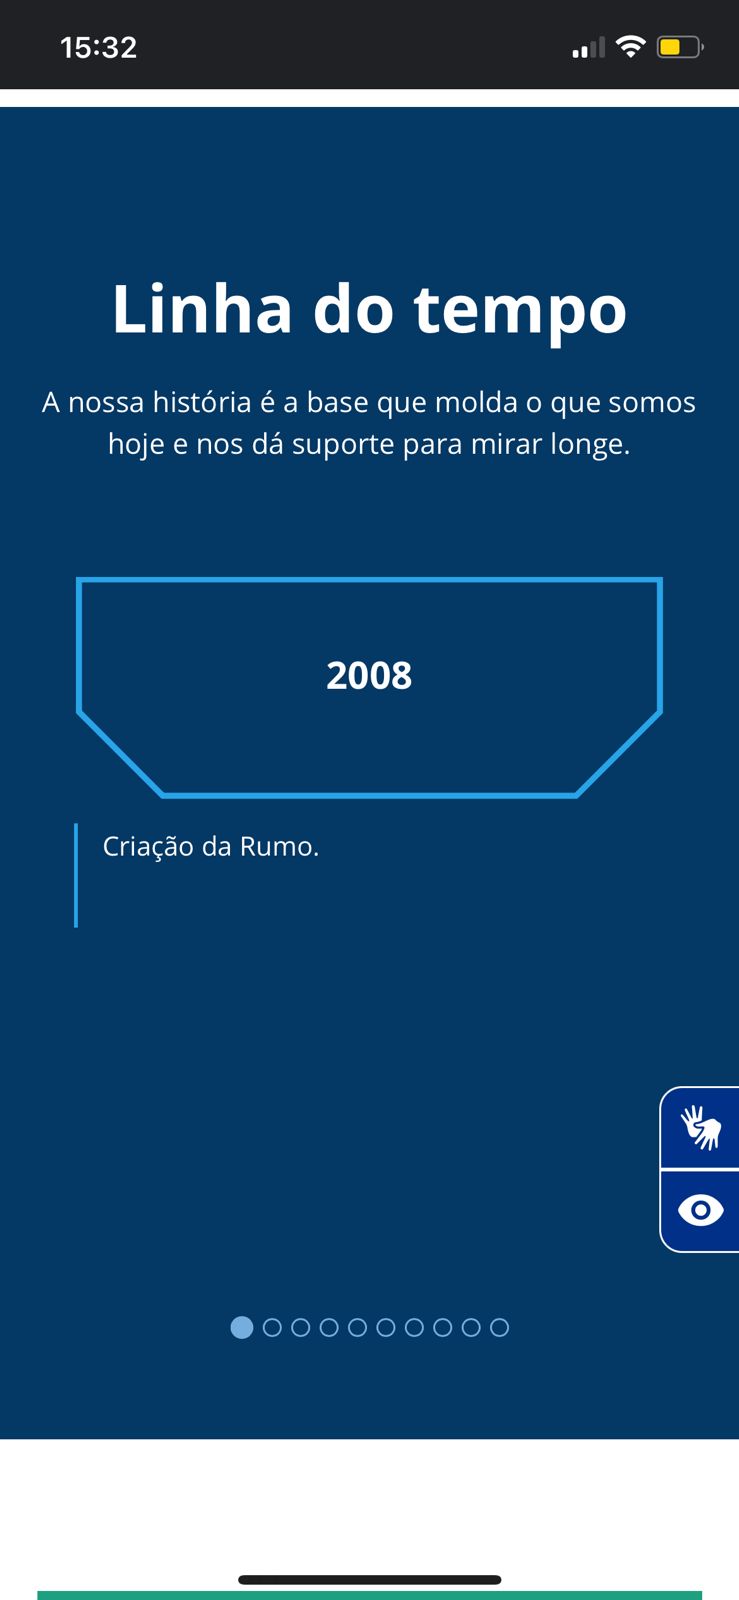 15:32
Linha do tempo
A nossa história é a base que molda o que somos
hoje e nos dá suporte para mirar longe.
2008
Criação da Rumo.